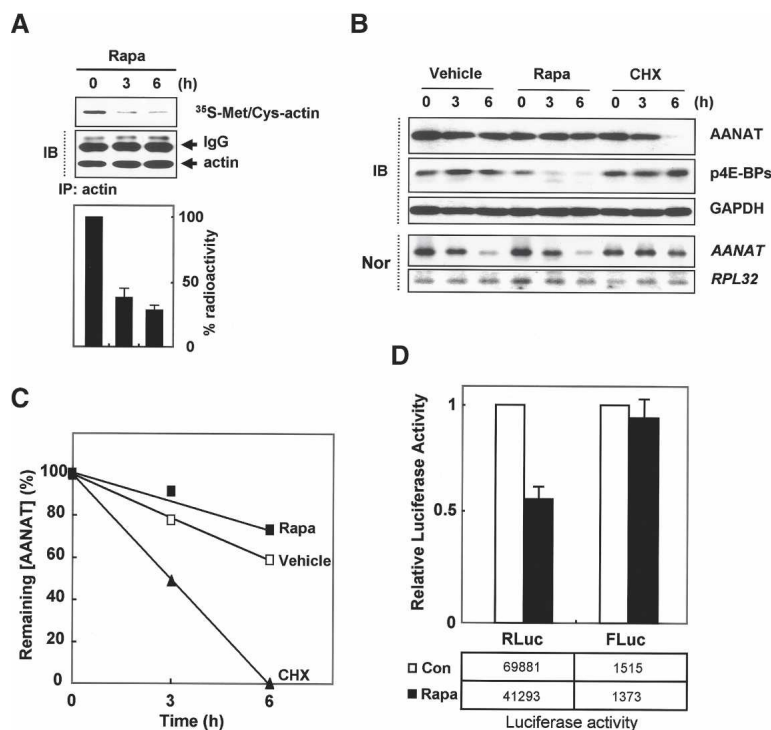 A
Rapa
0 3 6 (h)
³⁵S-Met/Cys-actin
IB
IgG
actin
IP: actin
100
50
0
% radioactivity
B
Vehicle Rapa CHX
0 3 6 0 3 6 0 3 6 (h)
IB
AANAT
p4E-BPs
GAPDH
Nor
AANAT
RPL32
C
Remaining [AANAT] (%)
100
80
60
40
20
0
Rapa
Vehicle
CHX
0 3 6
Time (h)
D
Relative Luciferase Activity
1
0.5
0
RLuc FLuc
Con 69881 1515
Rapa 41293 1373
Luciferase activity